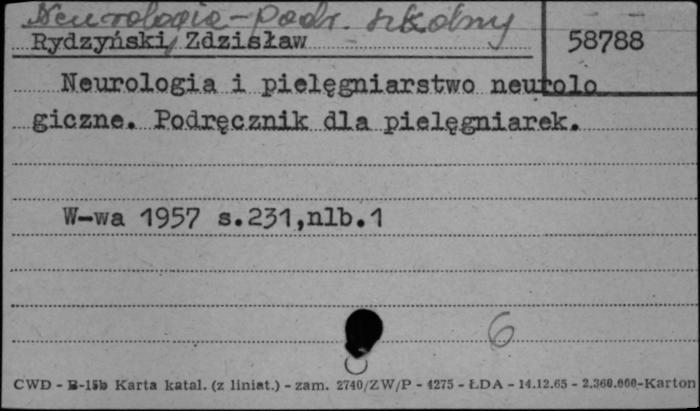 Neurologia - podr. szkolny
Rydzyński, Zdzisław
58788
Neurologia i pielęgniarstwo neurolo
giczne. Podręcznik dla pielęgniarek.
W-wa 1957 s.231,nlb.1
6
CWD - B-15b Karta katal. (z liniat.) - zam. 2740/ZW/P - 4275 - ŁDA - 14.12.65 - 2.360.000-Karton